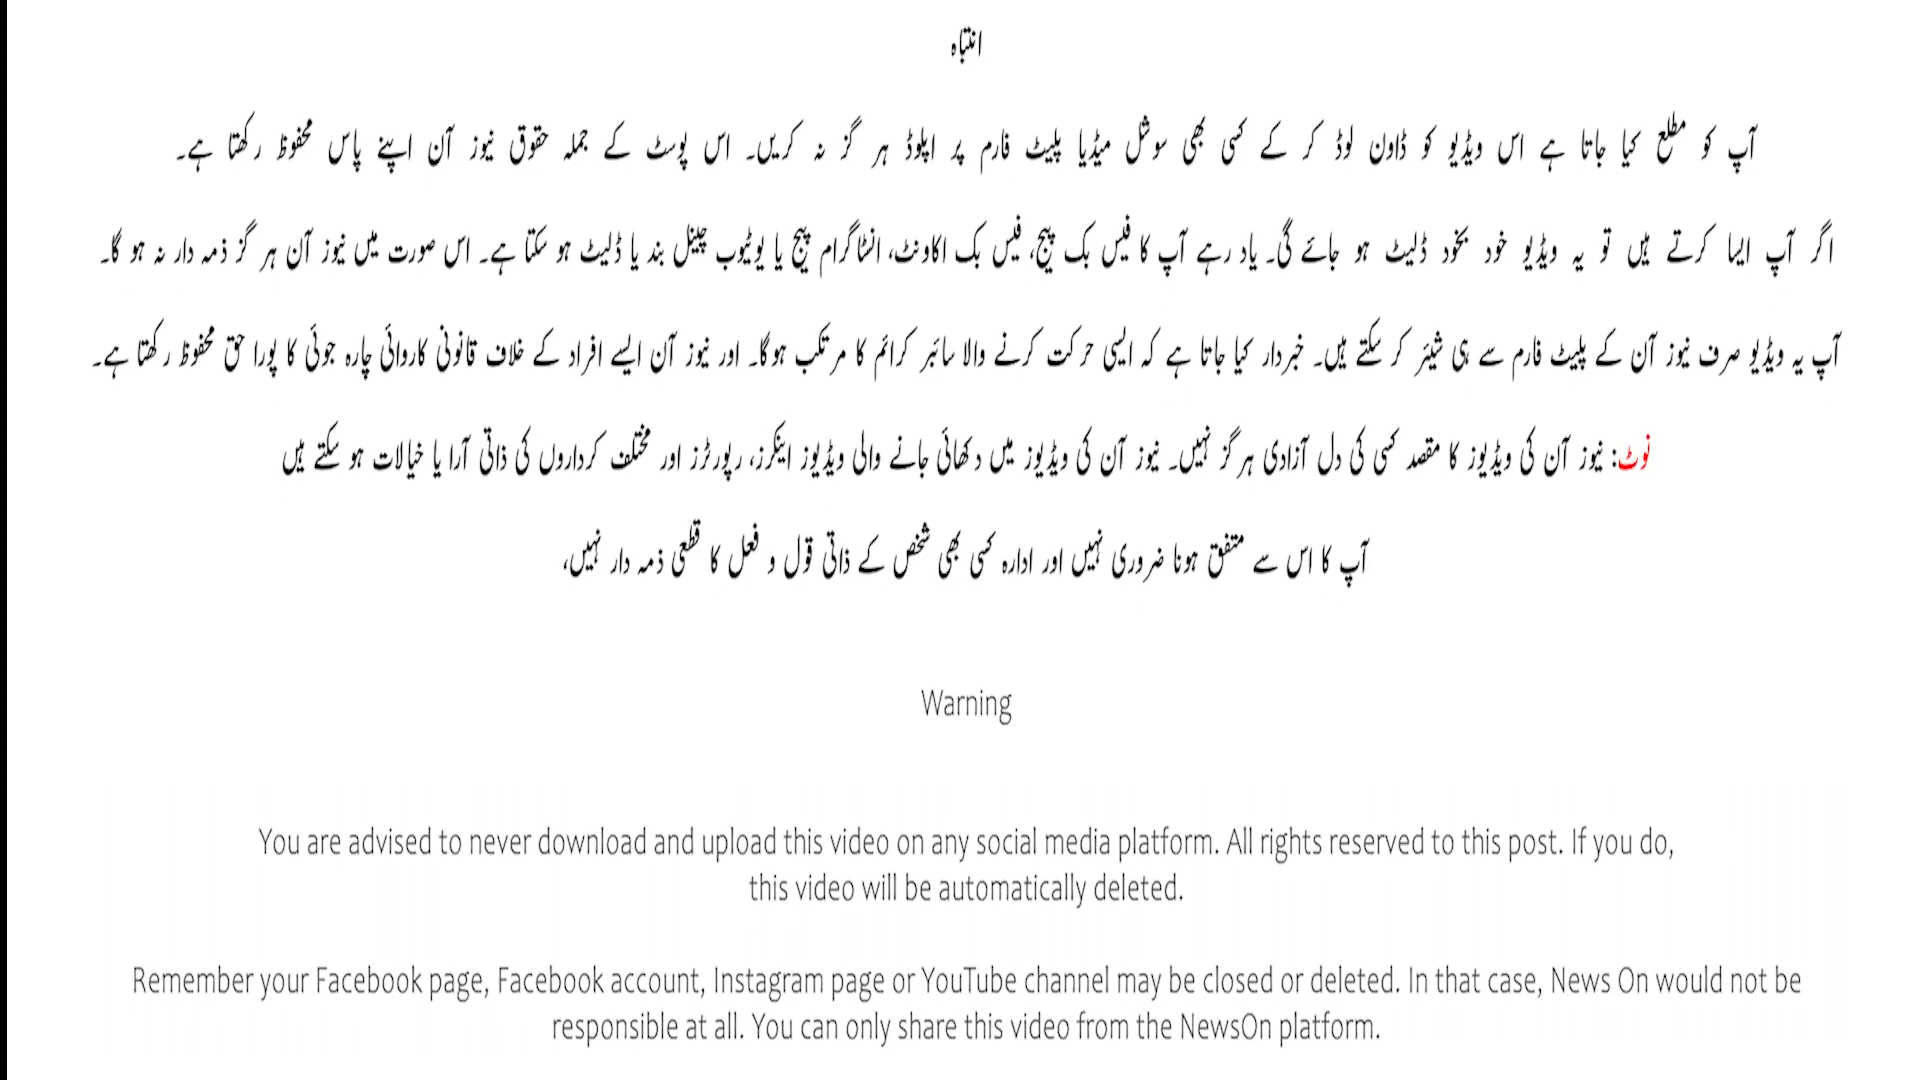 انتباہ
آپ کو مطلع کیا جاتا ہے اس ویڈیو کو ڈاون لوڈ کر کے کسی بھی سوشل میڈیا پلیٹ فارم پر اپلوڈ ہر گز نہ کریں۔ اس پوسٹ کے جملہ حقوق نیوز آن اپنے پاس محفوظ رکھتا ہے۔
اگر آپ ایسا کرتے ہیں تو یہ ویڈیو خود بخود ڈلیٹ ہو جائے گی۔ یاد رہے آپ کا فیس بک پیج، فیس بک اکاونٹ، انسٹاگرام پیج یا یوٹیوب چینل بند یا ڈلیٹ ہو سکتا ہے۔ اس صورت میں نیوز آن ہر گز ذمہ دار نہ ہو گا۔
آپ یہ ویڈیو صرف نیوز آن کے پلیٹ فارم سے ہی شیئر کر سکتے ہیں۔ خبردار کیا جاتا ہے کہ ایسی حرکت کرنے والا سائبر کرائم کا مرتکب ہوگا۔ اور نیوز آن ایسے افراد کے خلاف قانونی کاروائی چارہ جوئی کا پورا حق محفوظ رکھتا ہے۔
نوٹ: نیوز آن کی ویڈیوز کا مقصد کسی کی دل آزادی ہرگز نہیں۔ نیوز آن کی ویڈیوز میں دکھائی جانے والی ویڈیوز اینکرز، رپورٹرز اور مختلف کرداروں کی ذاتی آرا یا خیالات ہو سکتے ہیں
آپ کا اس سے متفق ہونا ضروری نہیں اور ادارہ کسی بھی شخص کے ذاتی قول و فعل کا قطعی ذمہ دار نہیں،
Warning
You are advised to never download and upload this video on any social media platform. All rights reserved to this post. If you do,
this video will be automatically deleted.
Remember your Facebook page, Facebook account, Instagram page or YouTube channel may be closed or deleted. In that case, News On would not be
responsible at all. You can only share this video from the NewsOn platform.